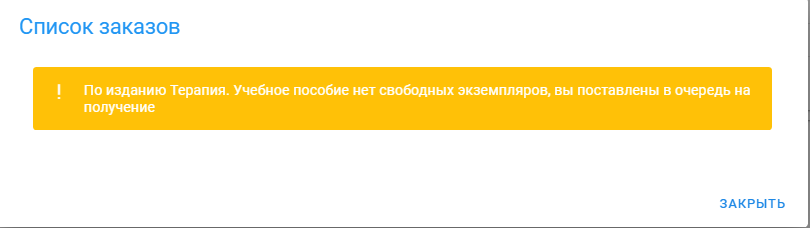 Список заказов
! По изданию Терапия. Учебное пособие нет свободных экземпляров, вы поставлены в очередь на
получение
ЗАКРЫТЬ